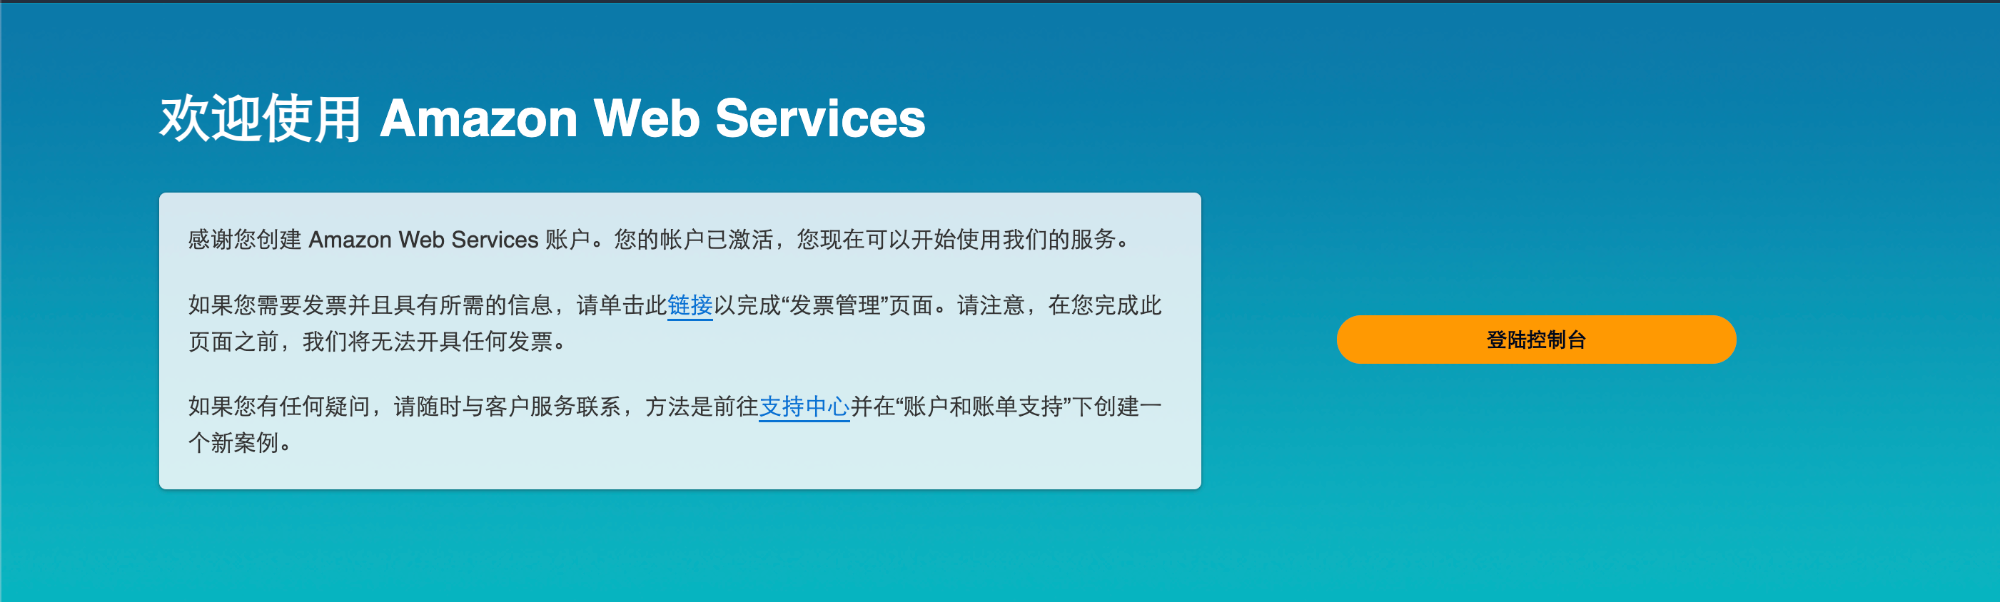 欢迎使用 Amazon Web Services
感谢您创建 Amazon Web Services 账户。您的帐户已激活，您现在可以开始使用我们的服务。
如果您需要发票并且具有所需的信息，请单击此链接以完成“发票管理”页面。请注意，在您完成此
页面之前，我们将无法开具任何发票。
登陆控制台
如果您有任何疑问，请随时与客户服务联系，方法是前往支持中心并在“账户和账单支持”下创建一
个新案例。